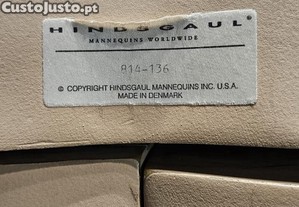 CustoJusto.pt
HINDSGAUL
MANNEQUINS WORLDWIDE
814-136
© COPYRIGHT HINDSGAUL MANNEQUINS INC. U.S.A.
MADE IN DENMARK